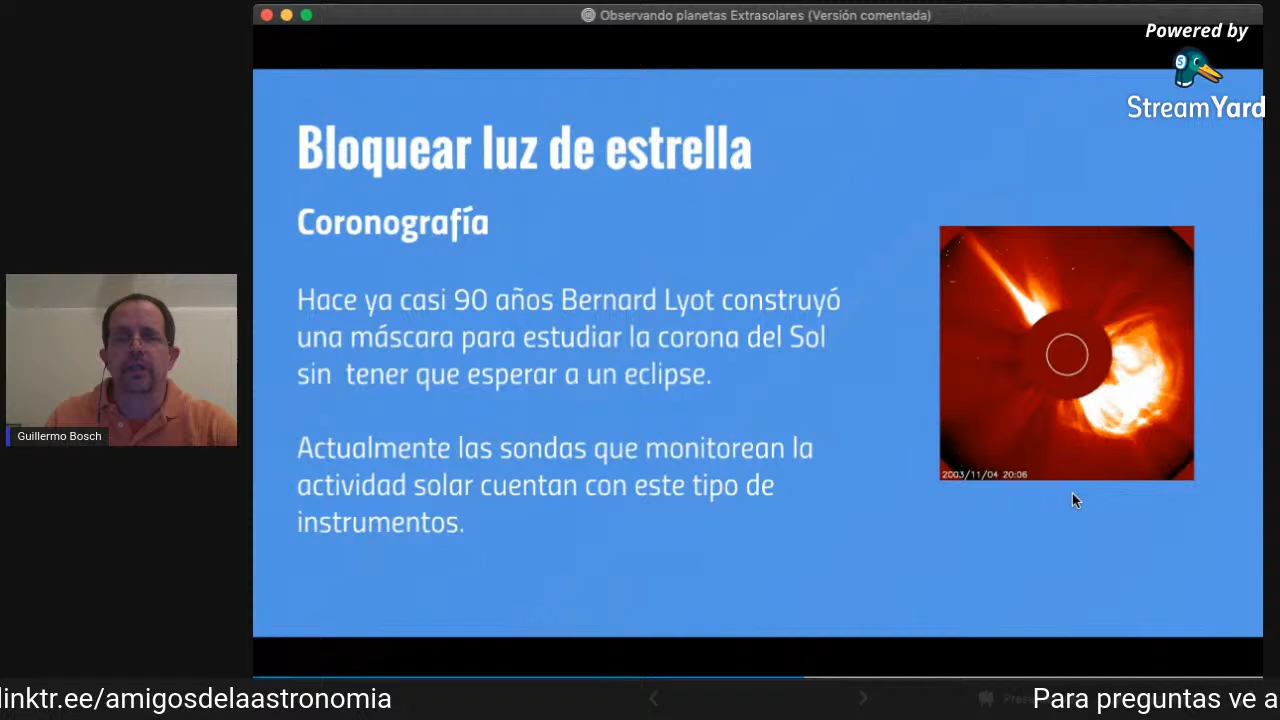 Observando planetas Extrasolares (Versión comentada)
Powered by
StreamYard
Bloquear luz de estrella
Coronografía
Hace ya casi 90 años Bernard Lyot construyó
una máscara para estudiar la corona del Sol
sin tener que esperar a un eclipse.
Actualmente las sondas que monitorean la
actividad solar cuentan con este tipo de
instrumentos.
2003/11/04 20:06
Guillermo Bosch
linktr.ee/amigosdelaastronomia
Para preguntas ve a